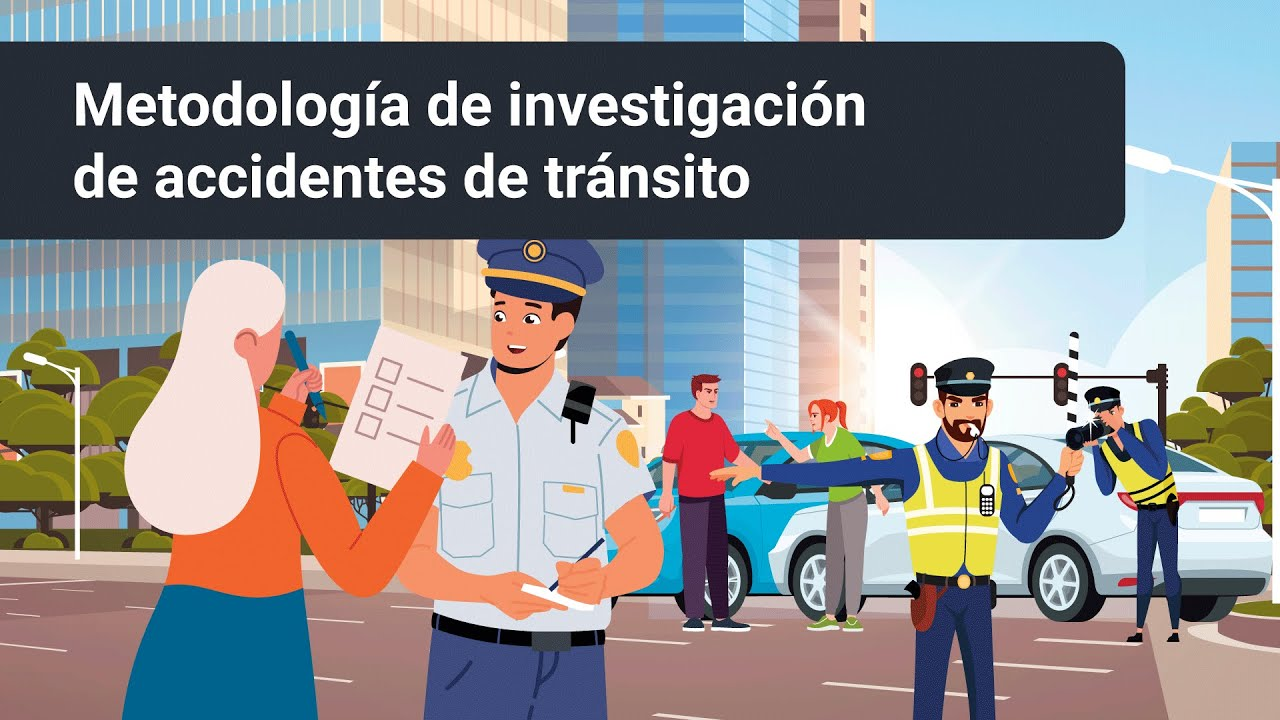 Metodología de investigación
de accidentes de tránsito